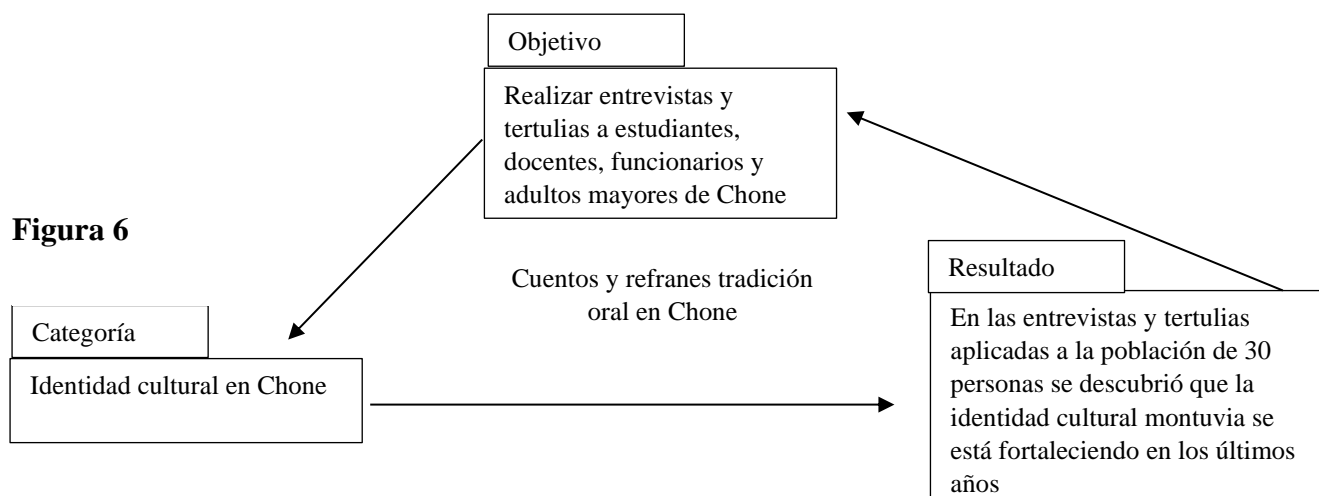 Objetivo
Realizar entrevistas y
tertulias a estudiantes,
docentes, funcionarios y
adultos mayores de Chone
Figura 6
Cuentos y refranes tradición
oral en Chone
Categoría
Identidad cultural en Chone
Resultado
En las entrevistas y tertulias
aplicadas a la población de 30
personas se descubrió que la
identidad cultural montuvia se
está fortaleciendo en los últimos
años